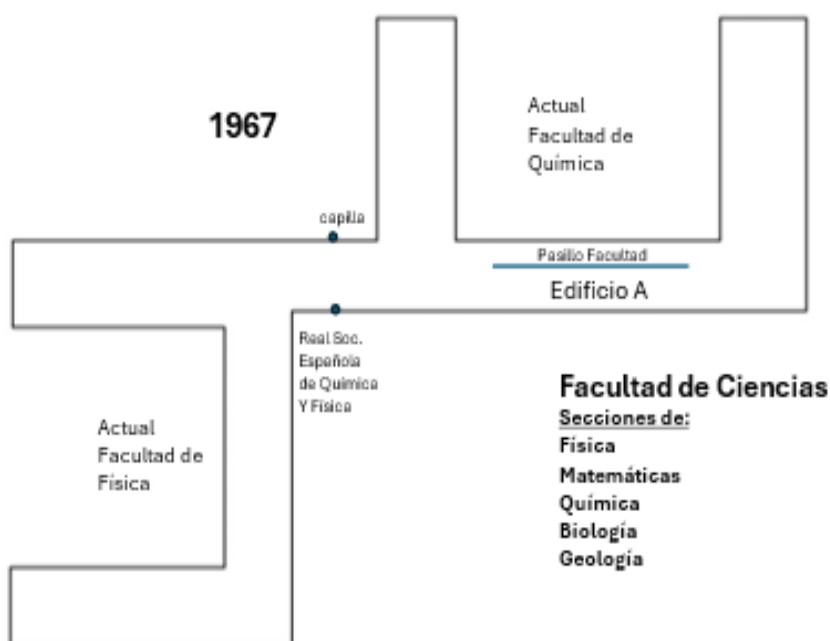 1967
Actual
Facultad de
Química
capilla
Pasillo Facultad
Edificio A
Real Soc.
Española
de Química
Y Física
Facultad de Ciencias
Secciones de:
Física
Matemáticas
Química
Biología
Geología
Actual
Facultad de
Física